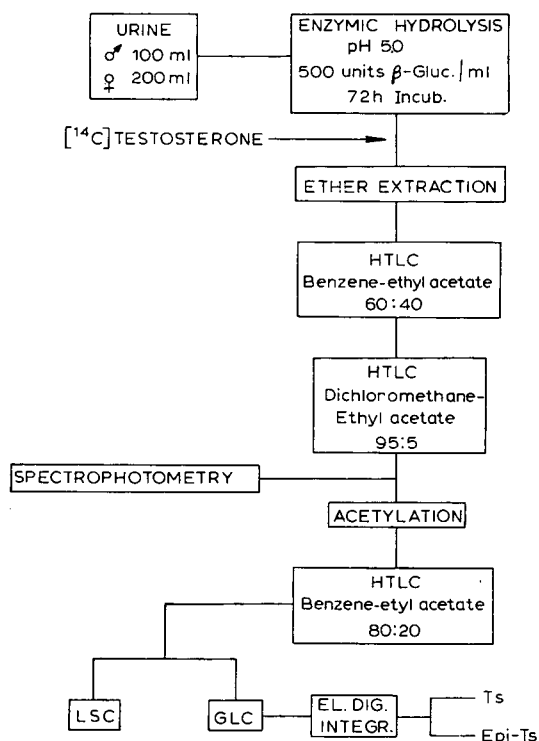 URINE
♂ 100 ml
♀ 200 ml
ENZYMIC HYDROLYSIS
pH 5.0
500 units β-Gluc./ml
72h Incub.
[¹⁴C] TESTOSTERONE
ETHER EXTRACTION
HTLC
Benzene-ethyl acetate
60:40
HTLC
Dichloromethane-
Ethyl acetate
95:5
SPECTROPHOTOMETRY
ACETYLATION
HTLC
Benzene-etyl acetate
80:20
LSC
GLC
EL. DIG.
INTEGR.
Ts
Epi-Ts